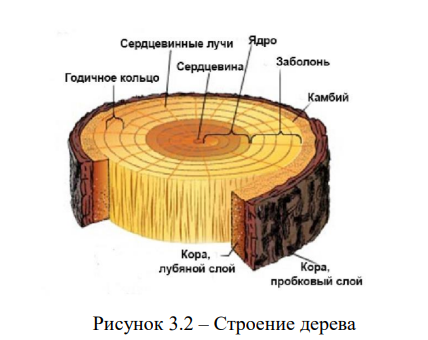 Сердцевинные лучи
Ядро
Сердцевина
Заболонь
Годичное кольцо
Камбий
Кора,
лубяной слой
Кора,
пробковый слой
Рисунок 3.2 – Строение дерева